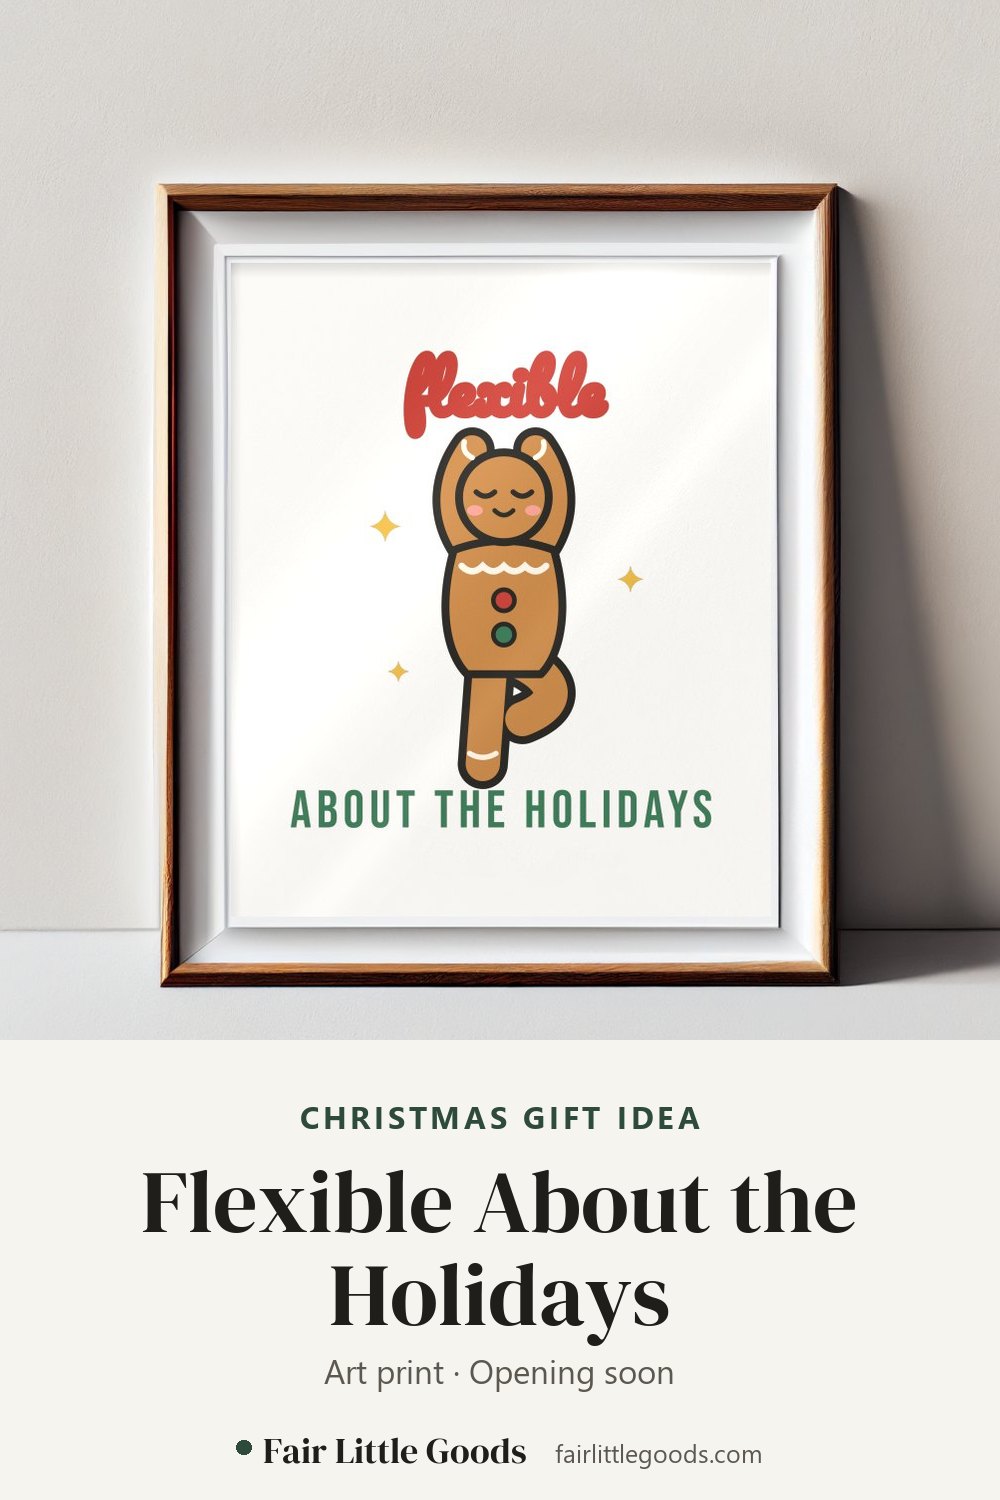 flexible
ABOUT THE HOLIDAYS
CHRISTMAS GIFT IDEA
Flexible About the
Holidays
Art print · Opening soon
Fair Little Goods fairlittlegoods.com